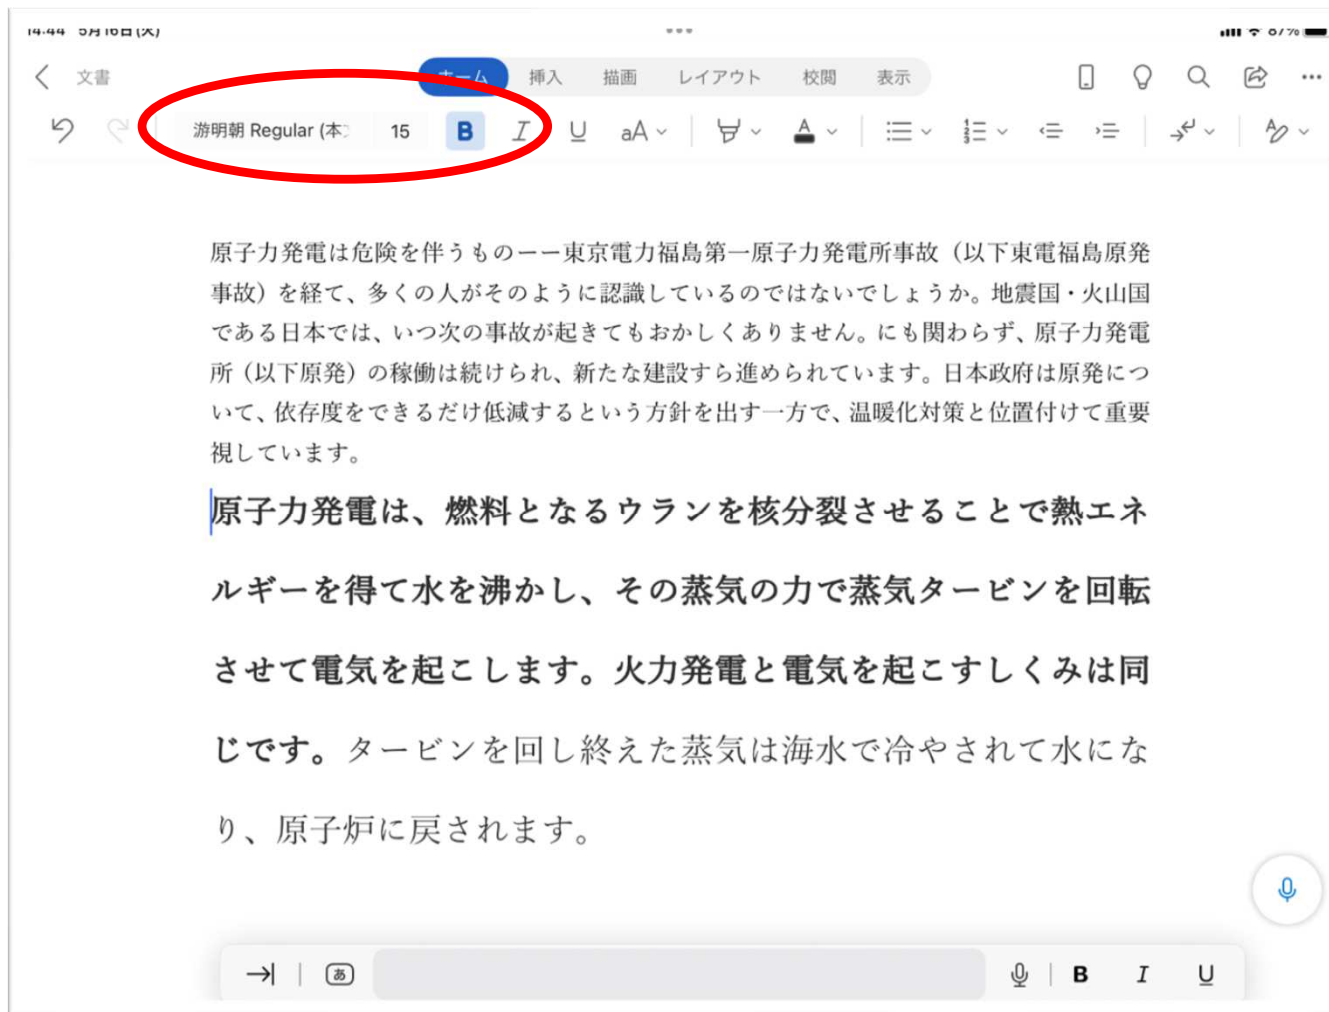 14:44 5月16日(火)
87%
文書
ホーム 挿入 描画 レイアウト 校閲 表示
游明朝 Regular (本文 15 B I U aA A A
原子力発電は危険を伴うものーー東京電力福島第一原子力発電所事故（以下東電福島原発
事故）を経て、多くの人がそのように認識しているのではないでしょうか。地震国・火山国
である日本では、いつ次の事故が起きてもおかしくありません。にも関わらず、原子力発電
所（以下原発）の稼働は続けられ、新たな建設すら進められています。日本政府は原発につ
いて、依存度をできるだけ低減するという方針を出す一方で、温暖化対策と位置付けて重要
視しています。
原子力発電は、燃料となるウランを核分裂させることで熱エネ
ルギーを得て水を沸かし、その蒸気の力で蒸気タービンを回転
させて電気を起こします。火力発電と電気を起こすしくみは同
じです。タービンを回し終えた蒸気は海水で冷やされて水にな
り、原子炉に戻されます。
あ B I U